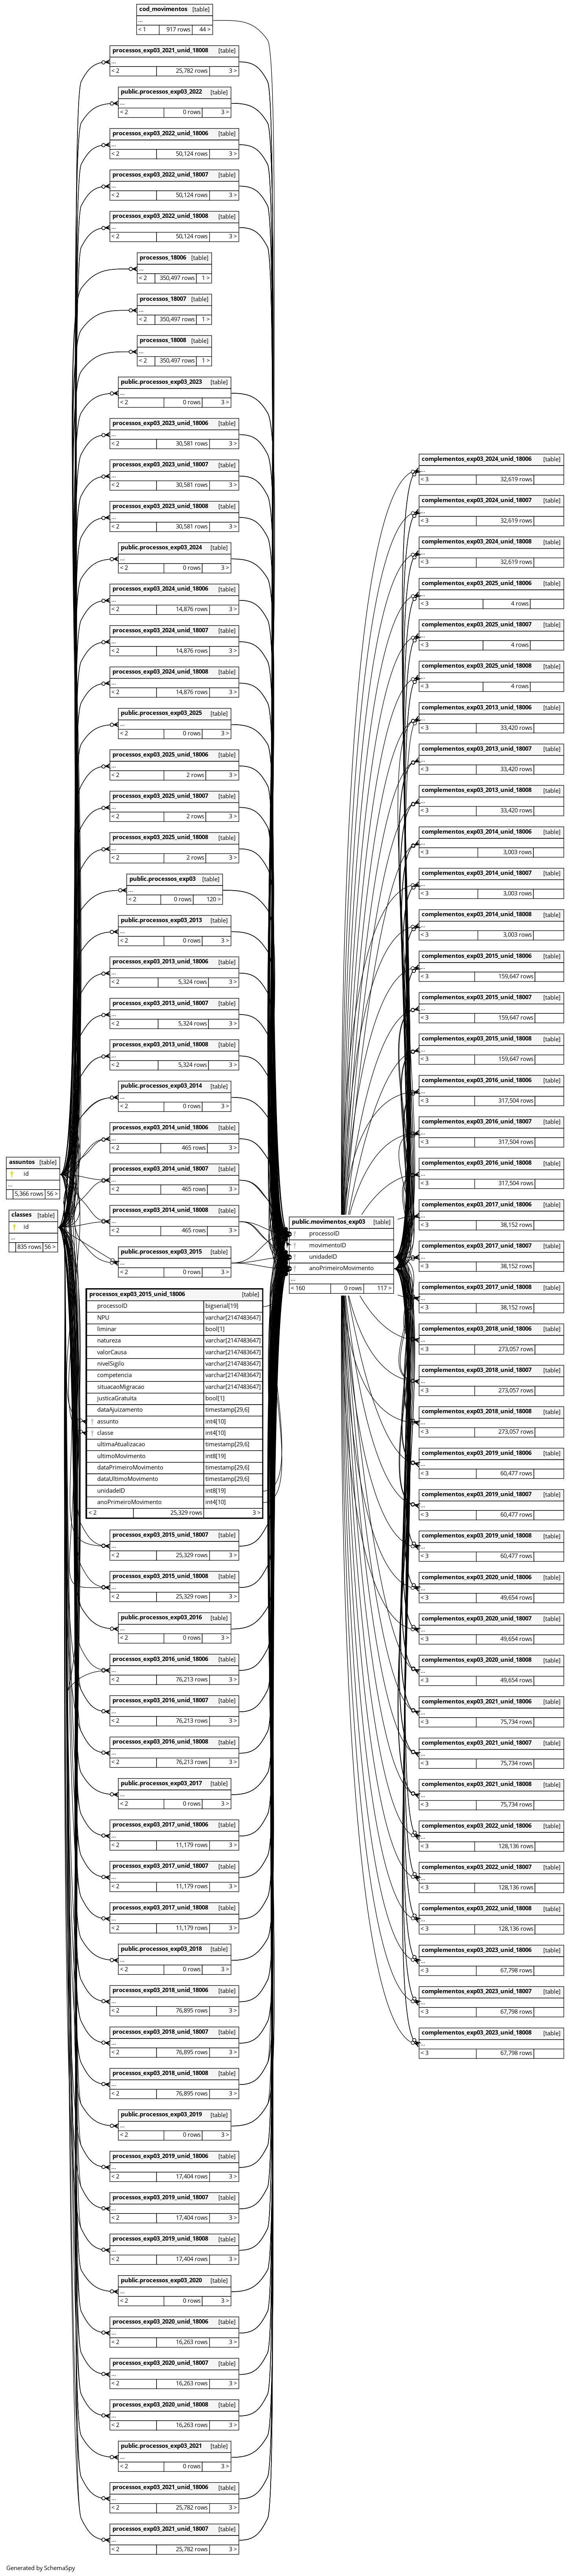 cod_movimentos [table]
...
< 1 917 rows 44 >
processos_exp03_2021_unid_18008 [table]
...
< 2 25,782 rows 3 >
public.processos_exp03_2022 [table]
...
< 2 0 rows 3 >
processos_exp03_2022_unid_18006 [table]
...
< 2 50,124 rows 3 >
processos_exp03_2022_unid_18007 [table]
...
< 2 50,124 rows 3 >
processos_exp03_2022_unid_18008 [table]
...
< 2 50,124 rows 3 >
processos_18006 [table]
...
< 2 350,497 rows 1 >
processos_18007 [table]
...
< 2 350,497 rows 1 >
processos_18008 [table]
...
< 2 350,497 rows 1 >
public.processos_exp03_2023 [table]
...
< 2 0 rows 3 >
processos_exp03_2023_unid_18006 [table]
...
< 2 30,581 rows 3 >
processos_exp03_2023_unid_18007 [table]
...
< 2 30,581 rows 3 >
processos_exp03_2023_unid_18008 [table]
...
< 2 30,581 rows 3 >
public.processos_exp03_2024 [table]
...
< 2 0 rows 3 >
processos_exp03_2024_unid_18006 [table]
...
< 2 14,876 rows 3 >
processos_exp03_2024_unid_18007 [table]
...
< 2 14,876 rows 3 >
processos_exp03_2024_unid_18008 [table]
...
< 2 14,876 rows 3 >
public.processos_exp03_2025 [table]
...
< 2 0 rows 3 >
processos_exp03_2025_unid_18006 [table]
...
< 2 2 rows 3 >
processos_exp03_2025_unid_18007 [table]
...
< 2 2 rows 3 >
processos_exp03_2025_unid_18008 [table]
...
< 2 2 rows 3 >
public.processos_exp03 [table]
...
< 2 0 rows 120 >
public.processos_exp03_2013 [table]
...
< 2 0 rows 3 >
processos_exp03_2013_unid_18006 [table]
...
< 2 5,324 rows 3 >
processos_exp03_2013_unid_18007 [table]
...
< 2 5,324 rows 3 >
processos_exp03_2013_unid_18008 [table]
...
< 2 5,324 rows 3 >
public.processos_exp03_2014 [table]
...
< 2 0 rows 3 >
processos_exp03_2014_unid_18006 [table]
...
< 2 465 rows 3 >
processos_exp03_2014_unid_18007 [table]
...
< 2 465 rows 3 >
processos_exp03_2014_unid_18008 [table]
...
< 2 465 rows 3 >
public.processos_exp03_2015 [table]
...
< 2 0 rows 3 >
assuntos [table]
id
...
5,366 rows 56 >
classes [table]
id
...
835 rows 56 >
processos_exp03_2015_unid_18006 [table]
processoID bigserial[19]
NPU varchar[2147483647]
liminar bool[1]
natureza varchar[2147483647]
valorCausa varchar[2147483647]
nivelSigilo varchar[2147483647]
competencia varchar[2147483647]
situacaoMigracao varchar[2147483647]
justicaGratuita bool[1]
dataAjuizamento timestamp[29,6]
assunto int4[10]
classe int4[10]
ultimaAtualizacao timestamp[29,6]
ultimoMovimento int8[19]
dataPrimeiroMovimento timestamp[29,6]
dataUltimoMovimento timestamp[29,6]
unidadeID int8[19]
anoPrimeiroMovimento int4[10]
< 2 25,329 rows 3 >
processos_exp03_2015_unid_18007 [table]
...
< 2 25,329 rows 3 >
processos_exp03_2015_unid_18008 [table]
...
< 2 25,329 rows 3 >
public.processos_exp03_2016 [table]
...
< 2 0 rows 3 >
processos_exp03_2016_unid_18006 [table]
...
< 2 76,213 rows 3 >
processos_exp03_2016_unid_18007 [table]
...
< 2 76,213 rows 3 >
processos_exp03_2016_unid_18008 [table]
...
< 2 76,213 rows 3 >
public.processos_exp03_2017 [table]
...
< 2 0 rows 3 >
processos_exp03_2017_unid_18006 [table]
...
< 2 11,179 rows 3 >
processos_exp03_2017_unid_18007 [table]
...
< 2 11,179 rows 3 >
processos_exp03_2017_unid_18008 [table]
...
< 2 11,179 rows 3 >
public.processos_exp03_2018 [table]
...
< 2 0 rows 3 >
processos_exp03_2018_unid_18006 [table]
...
< 2 76,895 rows 3 >
processos_exp03_2018_unid_18007 [table]
...
< 2 76,895 rows 3 >
processos_exp03_2018_unid_18008 [table]
...
< 2 76,895 rows 3 >
public.processos_exp03_2019 [table]
...
< 2 0 rows 3 >
processos_exp03_2019_unid_18006 [table]
...
< 2 17,404 rows 3 >
processos_exp03_2019_unid_18007 [table]
...
< 2 17,404 rows 3 >
processos_exp03_2019_unid_18008 [table]
...
< 2 17,404 rows 3 >
public.processos_exp03_2020 [table]
...
< 2 0 rows 3 >
processos_exp03_2020_unid_18006 [table]
...
< 2 16,263 rows 3 >
processos_exp03_2020_unid_18007 [table]
...
< 2 16,263 rows 3 >
processos_exp03_2020_unid_18008 [table]
...
< 2 16,263 rows 3 >
public.processos_exp03_2021 [table]
...
< 2 0 rows 3 >
processos_exp03_2021_unid_18006 [table]
...
< 2 25,782 rows 3 >
processos_exp03_2021_unid_18007 [table]
...
< 2 25,782 rows 3 >
public.movimentos_exp03 [table]
processoID
movimentoID
unidadeID
anoPrimeiroMovimento
...
< 160 0 rows 117 >
complementos_exp03_2024_unid_18006 [table]
...
< 3 32,619 rows
complementos_exp03_2024_unid_18007 [table]
...
< 3 32,619 rows
complementos_exp03_2024_unid_18008 [table]
...
< 3 32,619 rows
complementos_exp03_2025_unid_18006 [table]
...
< 3 4 rows
complementos_exp03_2025_unid_18007 [table]
...
< 3 4 rows
complementos_exp03_2025_unid_18008 [table]
...
< 3 4 rows
complementos_exp03_2013_unid_18006 [table]
...
< 3 33,420 rows
complementos_exp03_2013_unid_18007 [table]
...
< 3 33,420 rows
complementos_exp03_2013_unid_18008 [table]
...
< 3 33,420 rows
complementos_exp03_2014_unid_18006 [table]
...
< 3 3,003 rows
complementos_exp03_2014_unid_18007 [table]
...
< 3 3,003 rows
complementos_exp03_2014_unid_18008 [table]
...
< 3 3,003 rows
complementos_exp03_2015_unid_18006 [table]
...
< 3 159,647 rows
complementos_exp03_2015_unid_18007 [table]
...
< 3 159,647 rows
complementos_exp03_2015_unid_18008 [table]
...
< 3 159,647 rows
complementos_exp03_2016_unid_18006 [table]
...
< 3 317,504 rows
complementos_exp03_2016_unid_18007 [table]
...
< 3 317,504 rows
complementos_exp03_2016_unid_18008 [table]
...
< 3 317,504 rows
complementos_exp03_2017_unid_18006 [table]
...
< 3 38,152 rows
complementos_exp03_2017_unid_18007 [table]
...
< 3 38,152 rows
complementos_exp03_2017_unid_18008 [table]
...
< 3 38,152 rows
complementos_exp03_2018_unid_18006 [table]
...
< 3 273,057 rows
complementos_exp03_2018_unid_18007 [table]
...
< 3 273,057 rows
complementos_exp03_2018_unid_18008 [table]
...
< 3 273,057 rows
complementos_exp03_2019_unid_18006 [table]
...
< 3 60,477 rows
complementos_exp03_2019_unid_18007 [table]
...
< 3 60,477 rows
complementos_exp03_2019_unid_18008 [table]
...
< 3 60,477 rows
complementos_exp03_2020_unid_18006 [table]
...
< 3 49,654 rows
complementos_exp03_2020_unid_18007 [table]
...
< 3 49,654 rows
complementos_exp03_2020_unid_18008 [table]
...
< 3 49,654 rows
complementos_exp03_2021_unid_18006 [table]
...
< 3 75,734 rows
complementos_exp03_2021_unid_18007 [table]
...
< 3 75,734 rows
complementos_exp03_2021_unid_18008 [table]
...
< 3 75,734 rows
complementos_exp03_2022_unid_18006 [table]
...
< 3 128,136 rows
complementos_exp03_2022_unid_18007 [table]
...
< 3 128,136 rows
complementos_exp03_2022_unid_18008 [table]
...
< 3 128,136 rows
complementos_exp03_2023_unid_18006 [table]
...
< 3 67,798 rows
complementos_exp03_2023_unid_18007 [table]
...
< 3 67,798 rows
complementos_exp03_2023_unid_18008 [table]
...
< 3 67,798 rows
Generated by SchemaSpy